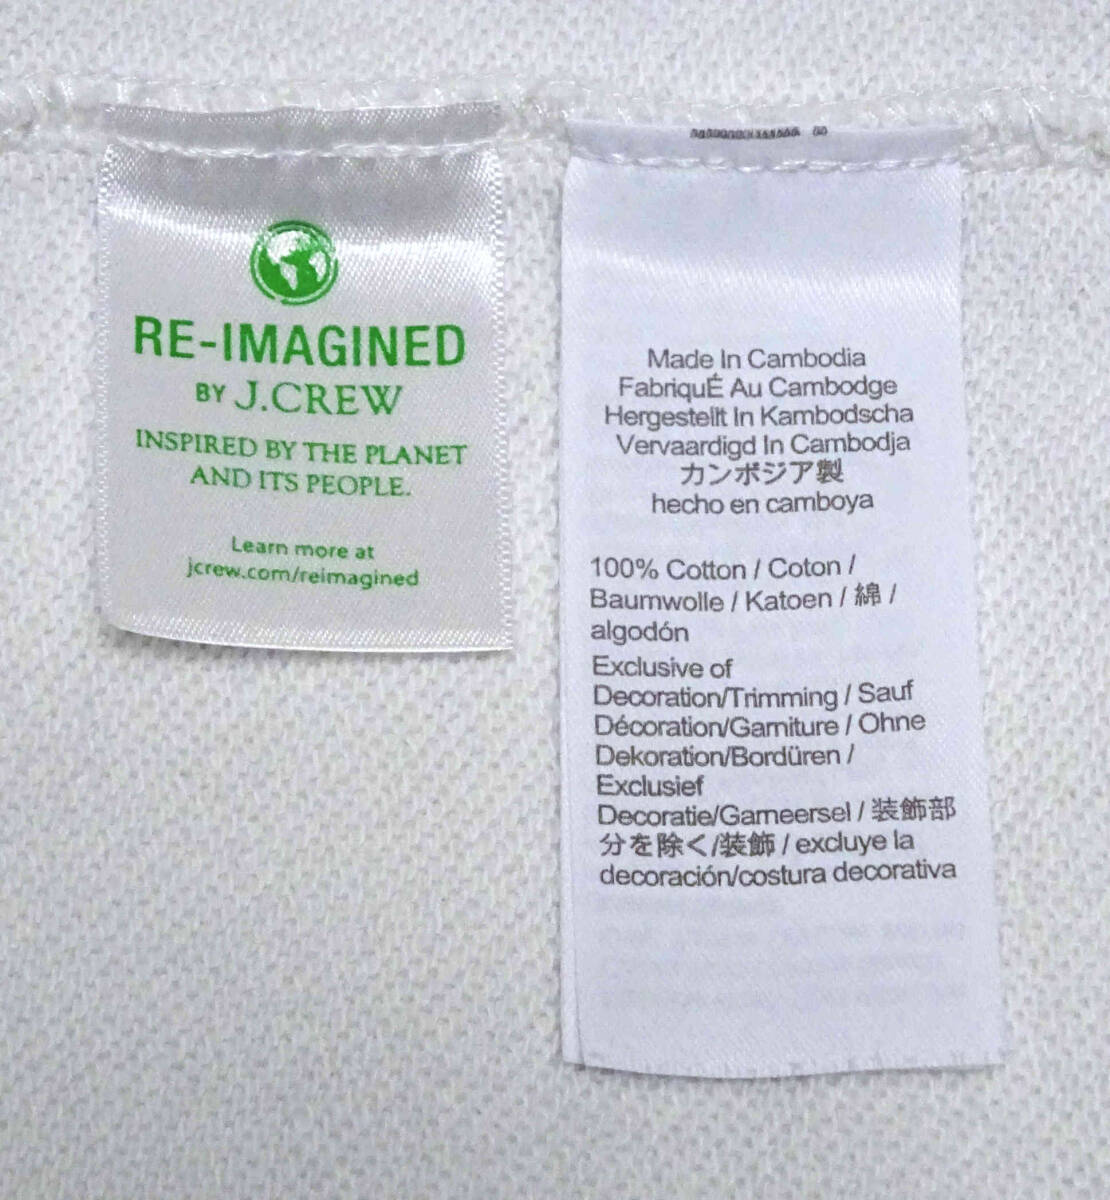 RE-IMAGINED
BY J.CREW
INSPIRED BY THE PLANET
AND ITS PEOPLE.
Learn more at
jcrew.com/reimagined
Made In Cambodia
FabriquÉ Au Cambodge
Hergestellt In Kambodscha
Vervaardigd In Cambodja
カンボジア製
hecho en camboya
100% Cotton / Coton /
Baumwolle / Katoen / 綿 /
algodón
Exclusive of
Decoration/Trimming / Sauf
Décoration/Garniture / Ohne
Dekoration/Bordüren /
Exclusief
Decoratie/Garneersel / 装飾部
分を除く/装飾 / excluye la
decoración/costura decorativa